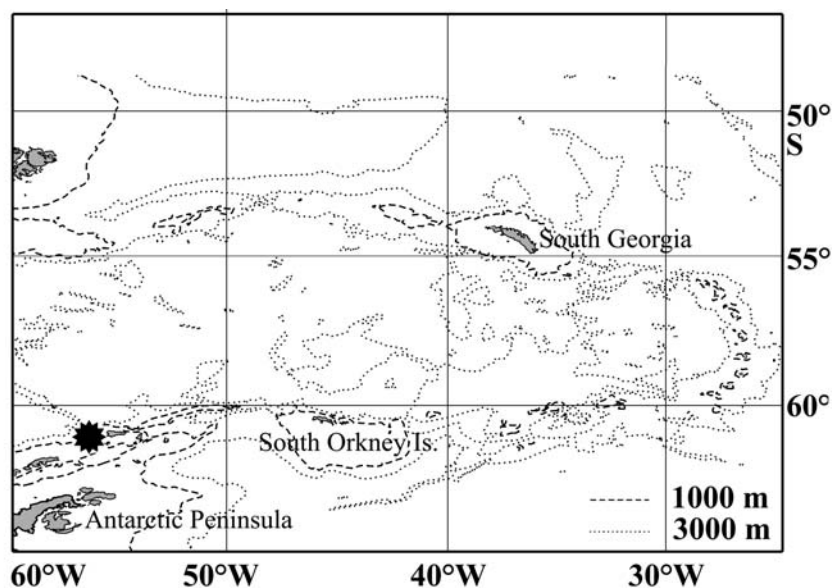 50°
S
South Georgia
55°
60°
South Orkney Is.
1000 m
3000 m
Antarctic Peninsula
60°W 50°W 40°W 30°W